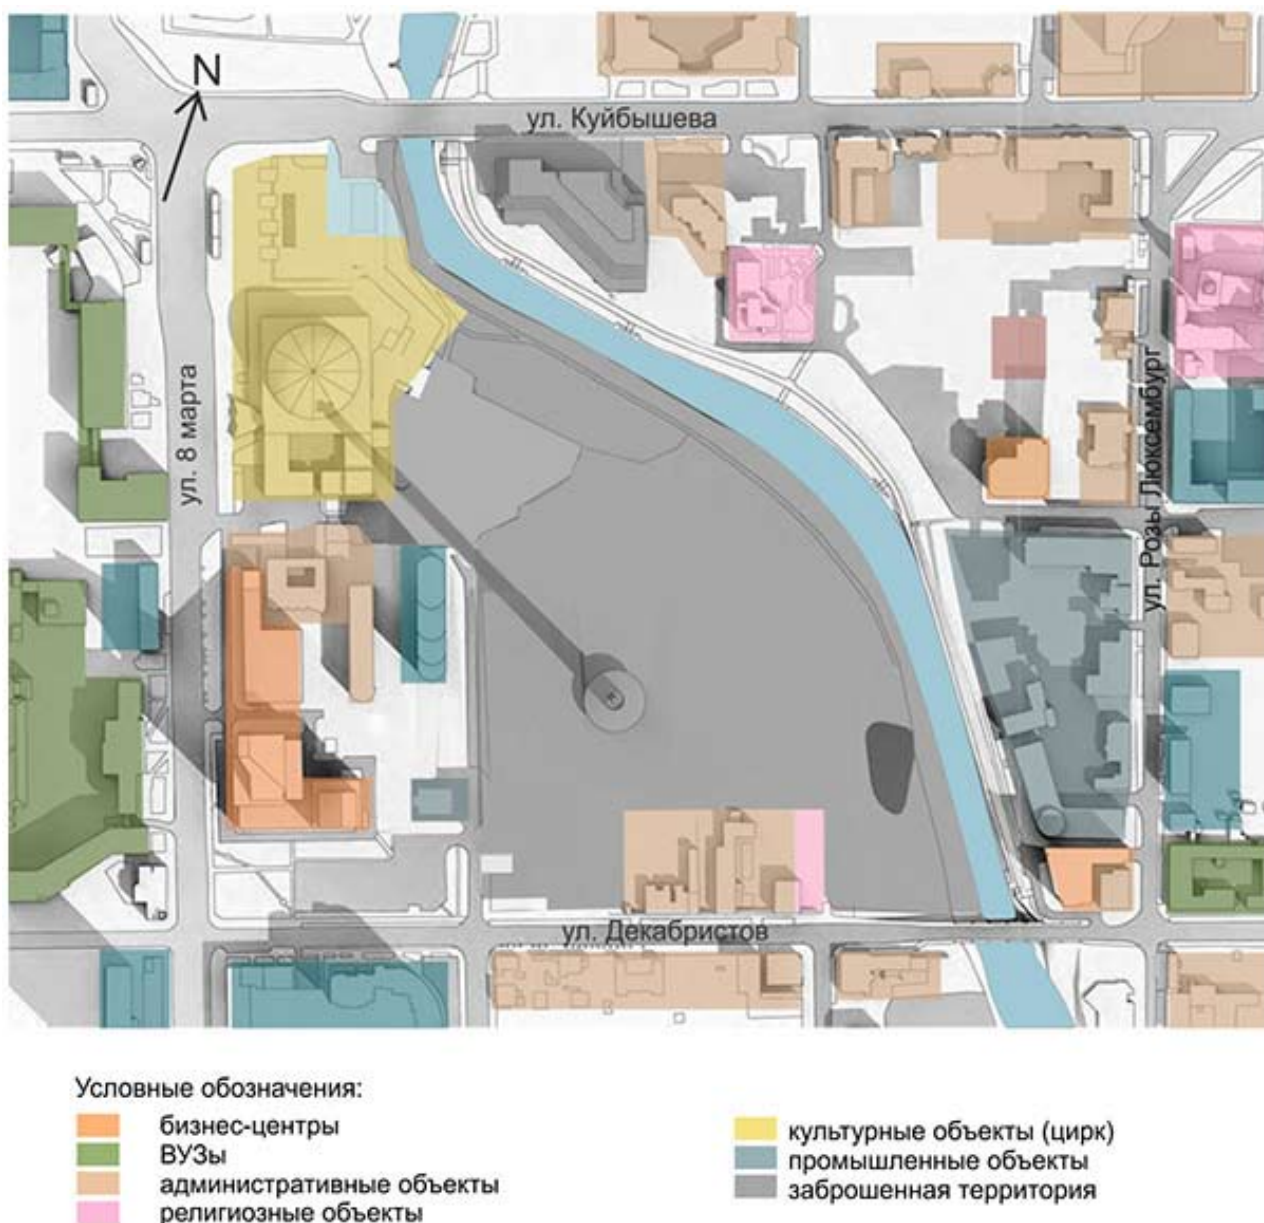 N
ул. Куйбышева
ул. 8 марта
ул. Розы Люксембург
ул. Декабристов
Условные обозначения:
бизнес-центры
ВУЗы
административные объекты
религиозные объекты
культурные объекты (цирк)
промышленные объекты
заброшенная территория